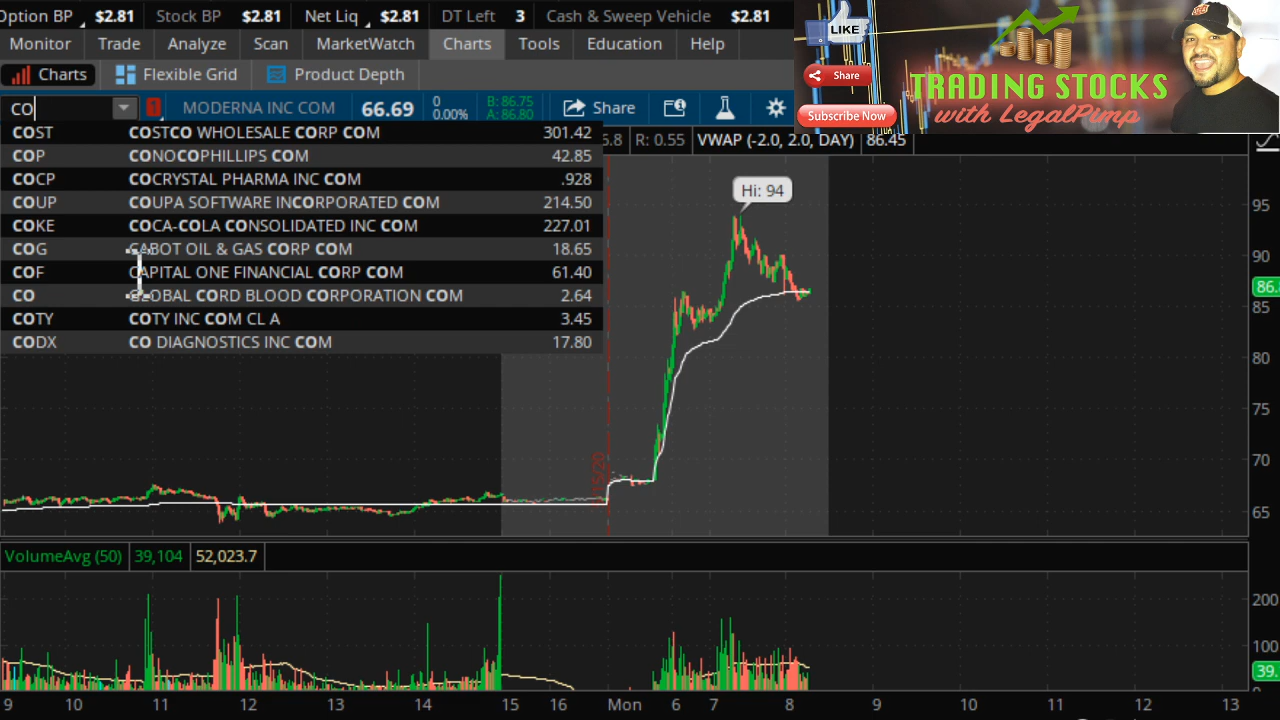 Option BP $2.81 Stock BP $2.81 Net Liq $2.81 DT Left 3 Cash & Sweep Vehicle $2.81
Monitor Trade Analyze Scan MarketWatch Charts Tools Education Help
Charts Flexible Grid Product Depth
CO MODERNA INC COM 66.69 0 0.00% B: 86.75 A: 86.80 Share
LIKE
Share
Subscribe Now
TRADING STOCKS
with LegalPimp
COST COSTCO WHOLESALE CORP COM 301.42
COP CONOCOPHILLIPS COM 42.85
COCP COCRYSTAL PHARMA INC COM .928
COUP COUPA SOFTWARE INCORPORATED COM 214.50
COKE COCA-COLA CONSOLIDATED INC COM 227.01
COG CABOT OIL & GAS CORP COM 18.65
COF CAPITAL ONE FINANCIAL CORP COM 61.40
CO GLOBAL CORD BLOOD CORPORATION COM 2.64
COTY COTY INC COM CL A 3.45
CODX CO DIAGNOSTICS INC COM 17.80
R: 0.55 VWAP (-2.0, 2.0, DAY) 86.45
Hi: 94
95
90
86.
85
80
75
70
65
VolumeAvg (50) 39,104 52,023.7
200
100
39.
9 10 11 12 13 14 15 16 Mon 6 7 8 9 10 11 12 13